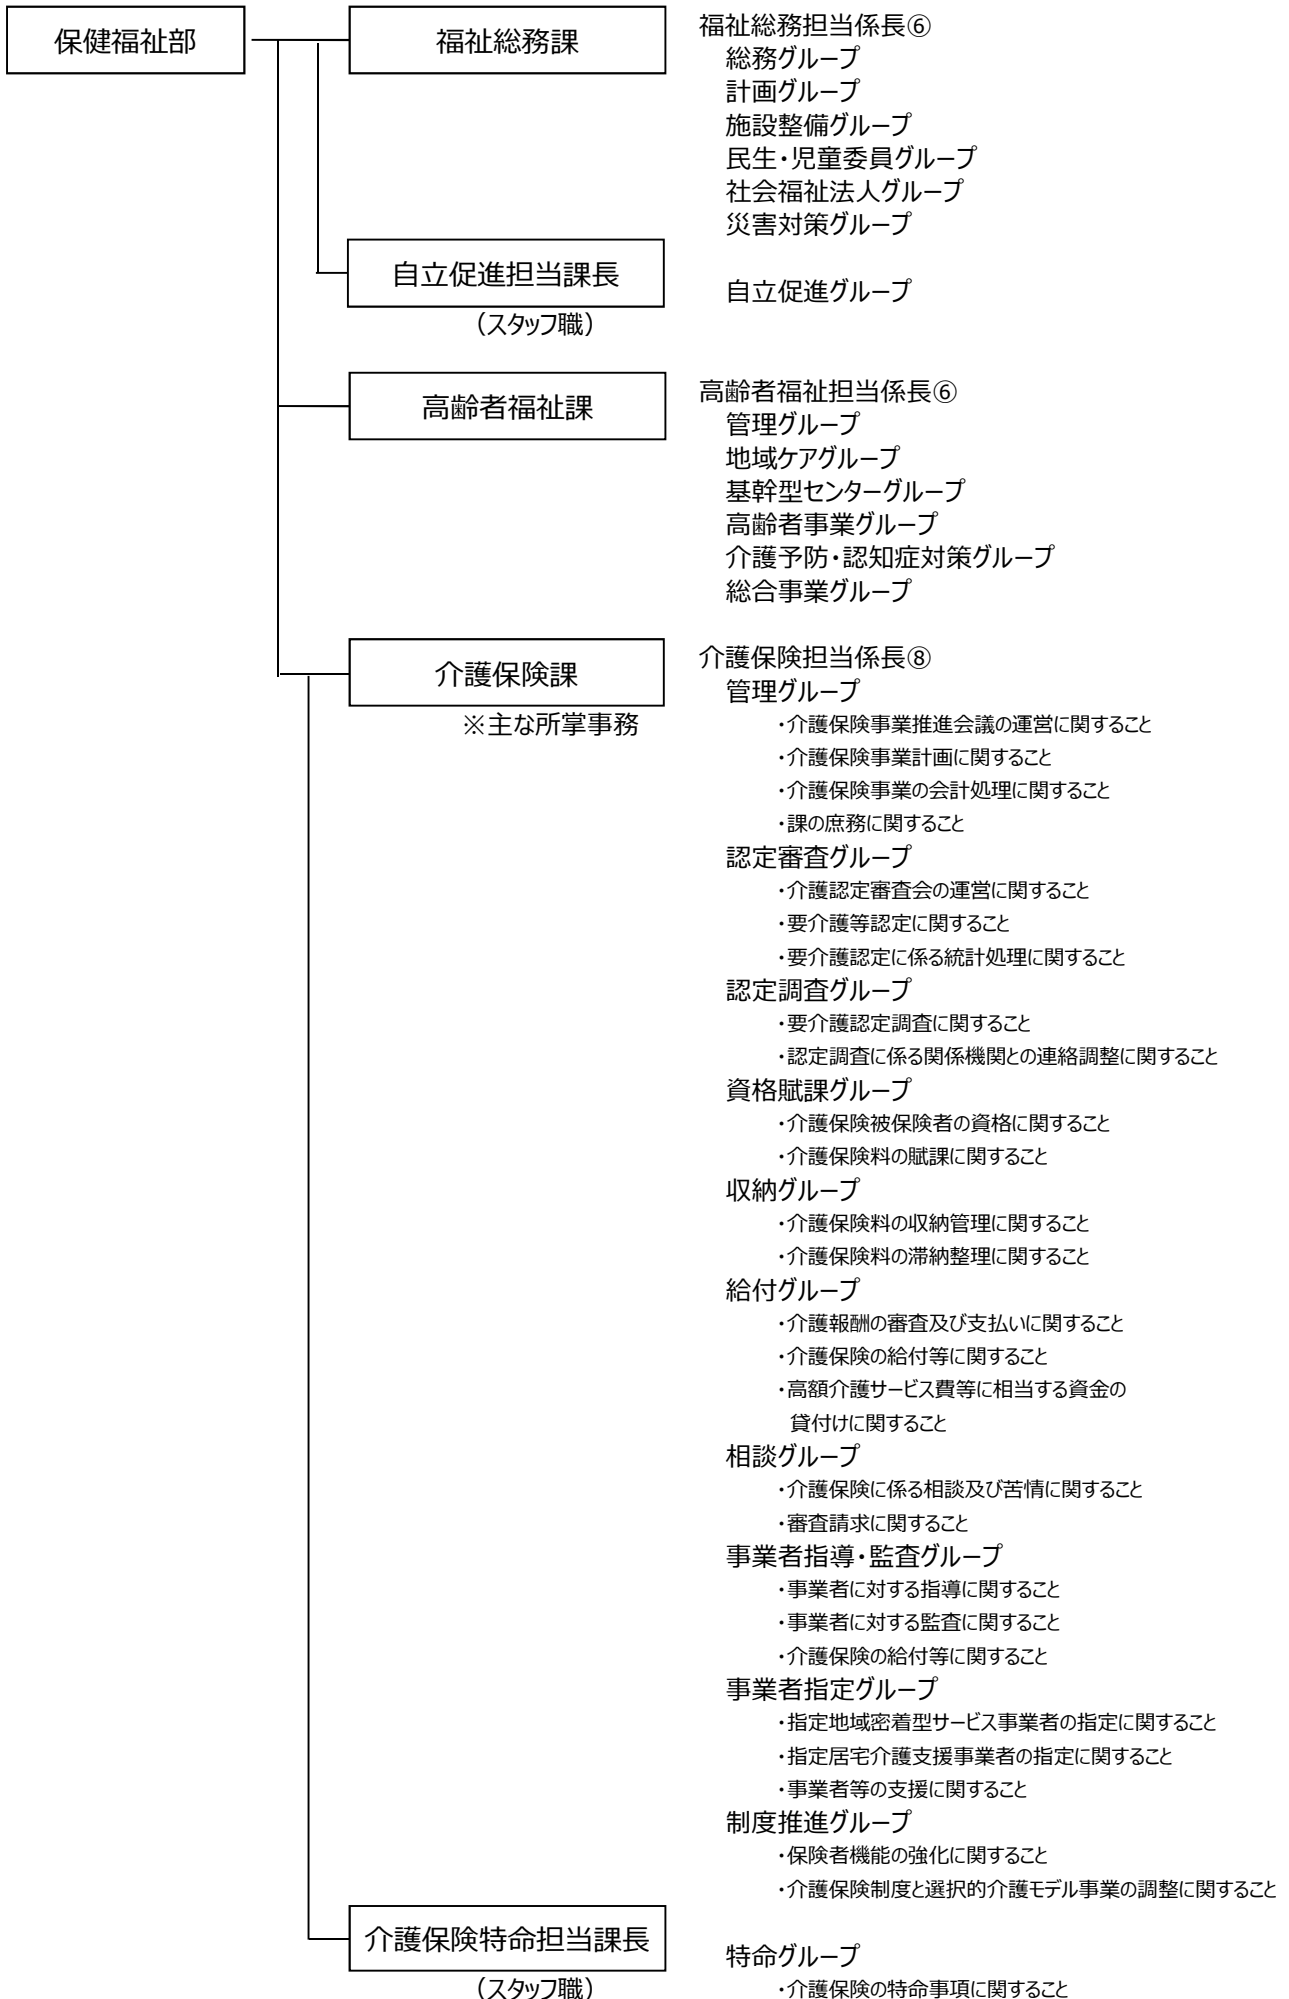 保健福祉部
福祉総務課
福祉総務担当係長⑥
総務グループ
計画グループ
施設整備グループ
民生・児童委員グループ
社会福祉法人グループ
災害対策グループ
自立促進担当課長
（スタッフ職）
自立促進グループ
高齢者福祉課
高齢者福祉担当係長⑥
管理グループ
地域ケアグループ
基幹型センターグループ
高齢者事業グループ
介護予防・認知症対策グループ
総合事業グループ
介護保険課
※主な所掌事務
介護保険担当係長⑧
管理グループ
・介護保険事業推進会議の運営に関すること
・介護保険事業計画に関すること
・介護保険事業の会計処理に関すること
・課の庶務に関すること
認定審査グループ
・介護認定審査会の運営に関すること
・要介護等認定に関すること
・要介護認定に係る統計処理に関すること
認定調査グループ
・要介護認定調査に関すること
・認定調査に係る関係機関との連絡調整に関すること
資格賦課グループ
・介護保険被保険者の資格に関すること
・介護保険料の賦課に関すること
収納グループ
・介護保険料の収納管理に関すること
・介護保険料の滞納整理に関すること
給付グループ
・介護報酬の審査及び支払いに関すること
・介護保険の給付等に関すること
・高額介護サービス費等に相当する資金の
貸付けに関すること
相談グループ
・介護保険に係る相談及び苦情に関すること
・審査請求に関すること
事業者指導・監査グループ
・事業者に対する指導に関すること
・事業者に対する監査に関すること
・介護保険の給付等に関すること
事業者指定グループ
・指定地域密着型サービス事業者の指定に関すること
・指定居宅介護支援事業者の指定に関すること
・事業者等の支援に関すること
制度推進グループ
・保険者機能の強化に関すること
・介護保険制度と選択的介護モデル事業の調整に関すること
介護保険特命担当課長
（スタッフ職）
特命グループ
・介護保険の特命事項に関すること